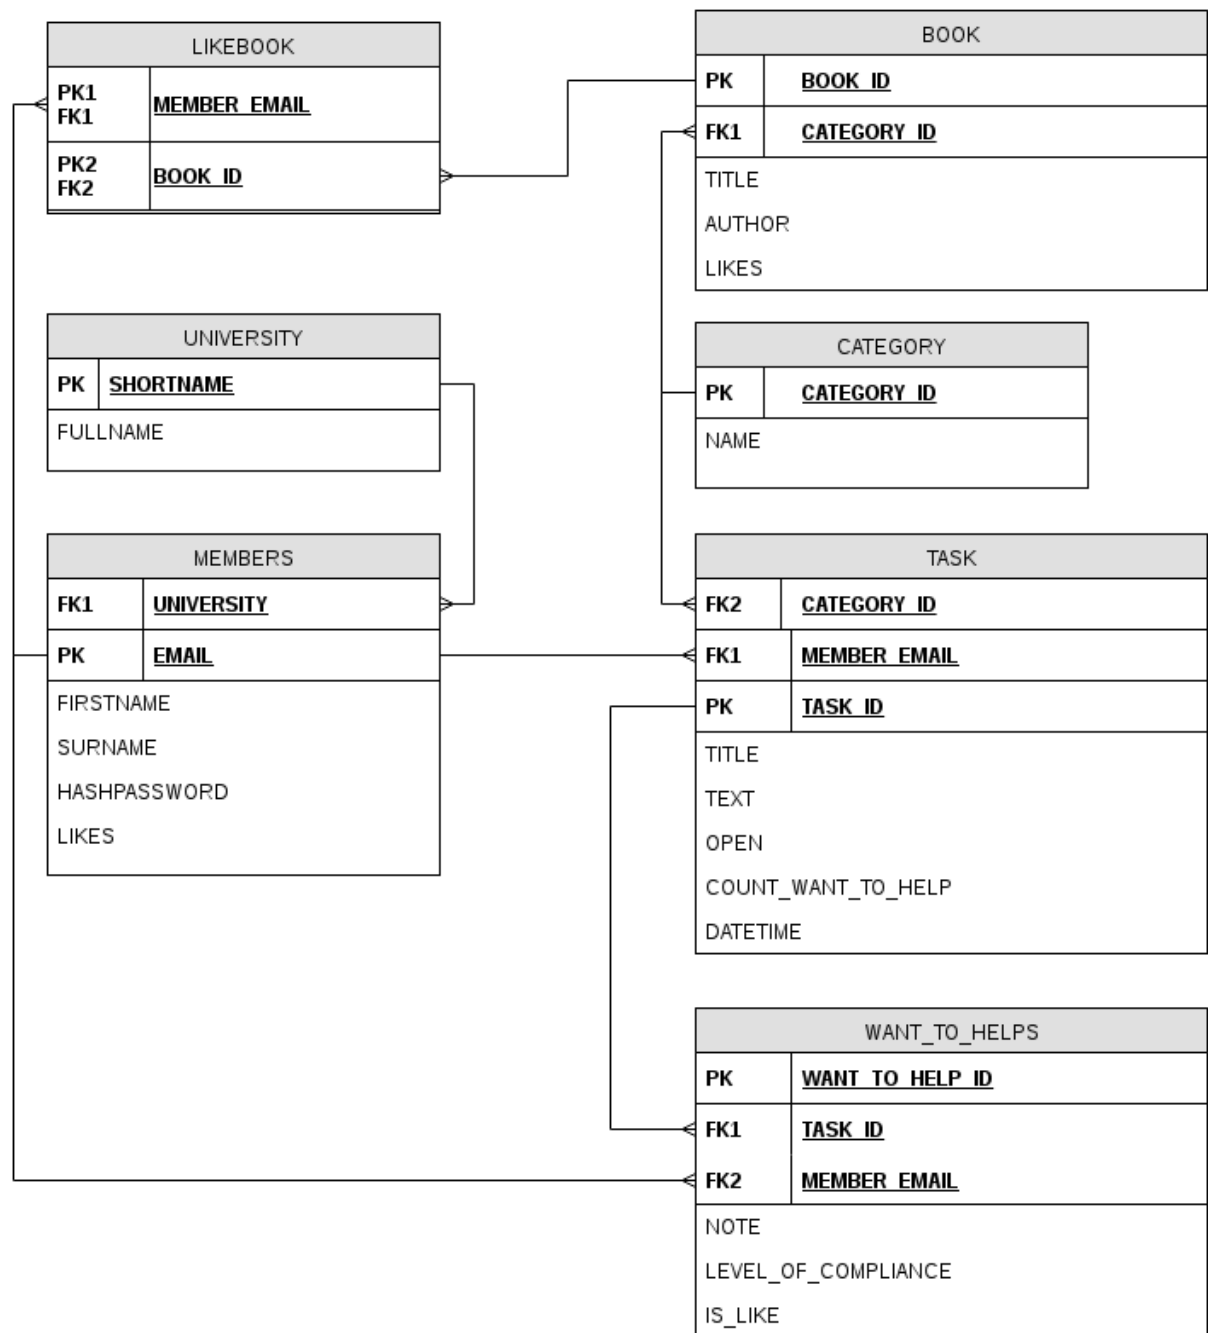 LIKEBOOK
PK1
FK1
MEMBER_EMAIL
PK2
FK2
BOOK_ID
BOOK
PK BOOK_ID
FK1 CATEGORY_ID
TITLE
AUTHOR
LIKES
UNIVERSITY
PK SHORTNAME
FULLNAME
CATEGORY
PK CATEGORY_ID
NAME
MEMBERS
FK1 UNIVERSITY
PK EMAIL
FIRSTNAME
SURNAME
HASHPASSWORD
LIKES
TASK
FK2 CATEGORY_ID
FK1 MEMBER_EMAIL
PK TASK_ID
TITLE
TEXT
OPEN
COUNT_WANT_TO_HELP
DATETIME
WANT_TO_HELPS
PK WANT_TO_HELP_ID
FK1 TASK_ID
FK2 MEMBER_EMAIL
NOTE
LEVEL_OF_COMPLIANCE
IS_LIKE